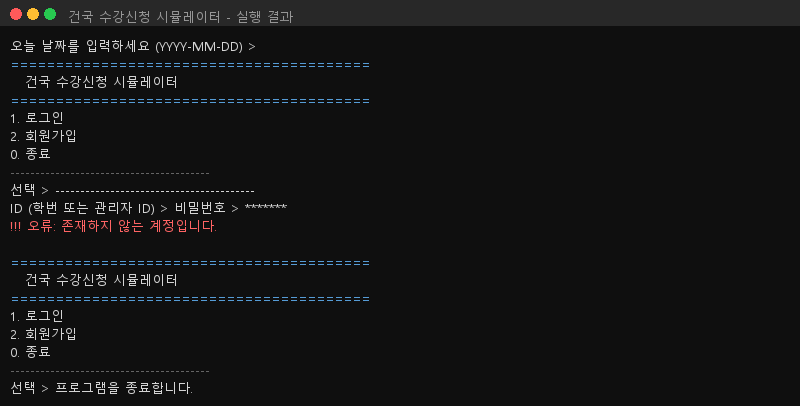 건국 수강신청 시뮬레이터 - 실행 결과
오늘 날짜를 입력하세요 (YYYY-MM-DD) >
========================================
건국 수강신청 시뮬레이터
========================================
1. 로그인
2. 회원가입
0. 종료
----------------------------------------
선택 > ----------------------------------------
ID (학번 또는 관리자 ID) > 비밀번호 > *******
!!! 오류: 존재하지 않는 계정입니다.
========================================
건국 수강신청 시뮬레이터
========================================
1. 로그인
2. 회원가입
0. 종료
----------------------------------------
선택 > 프로그램을 종료합니다.